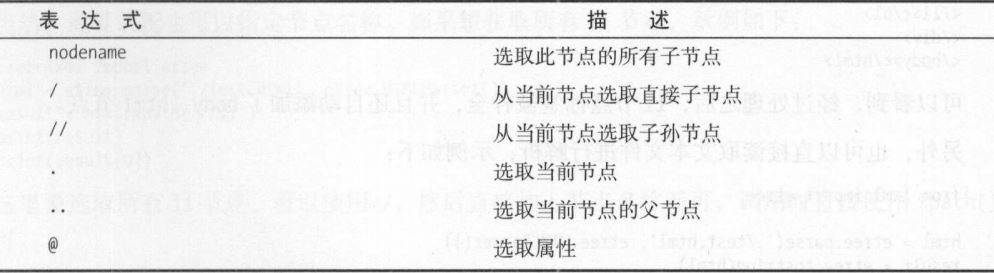 表 达 式 描 述
nodename 选取此节点的所有子节点
/ 从当前节点选取直接子节点
// 从当前节点选取子孙节点
. 选取当前节点
.. 选取当前节点的父节点
@ 选取属性